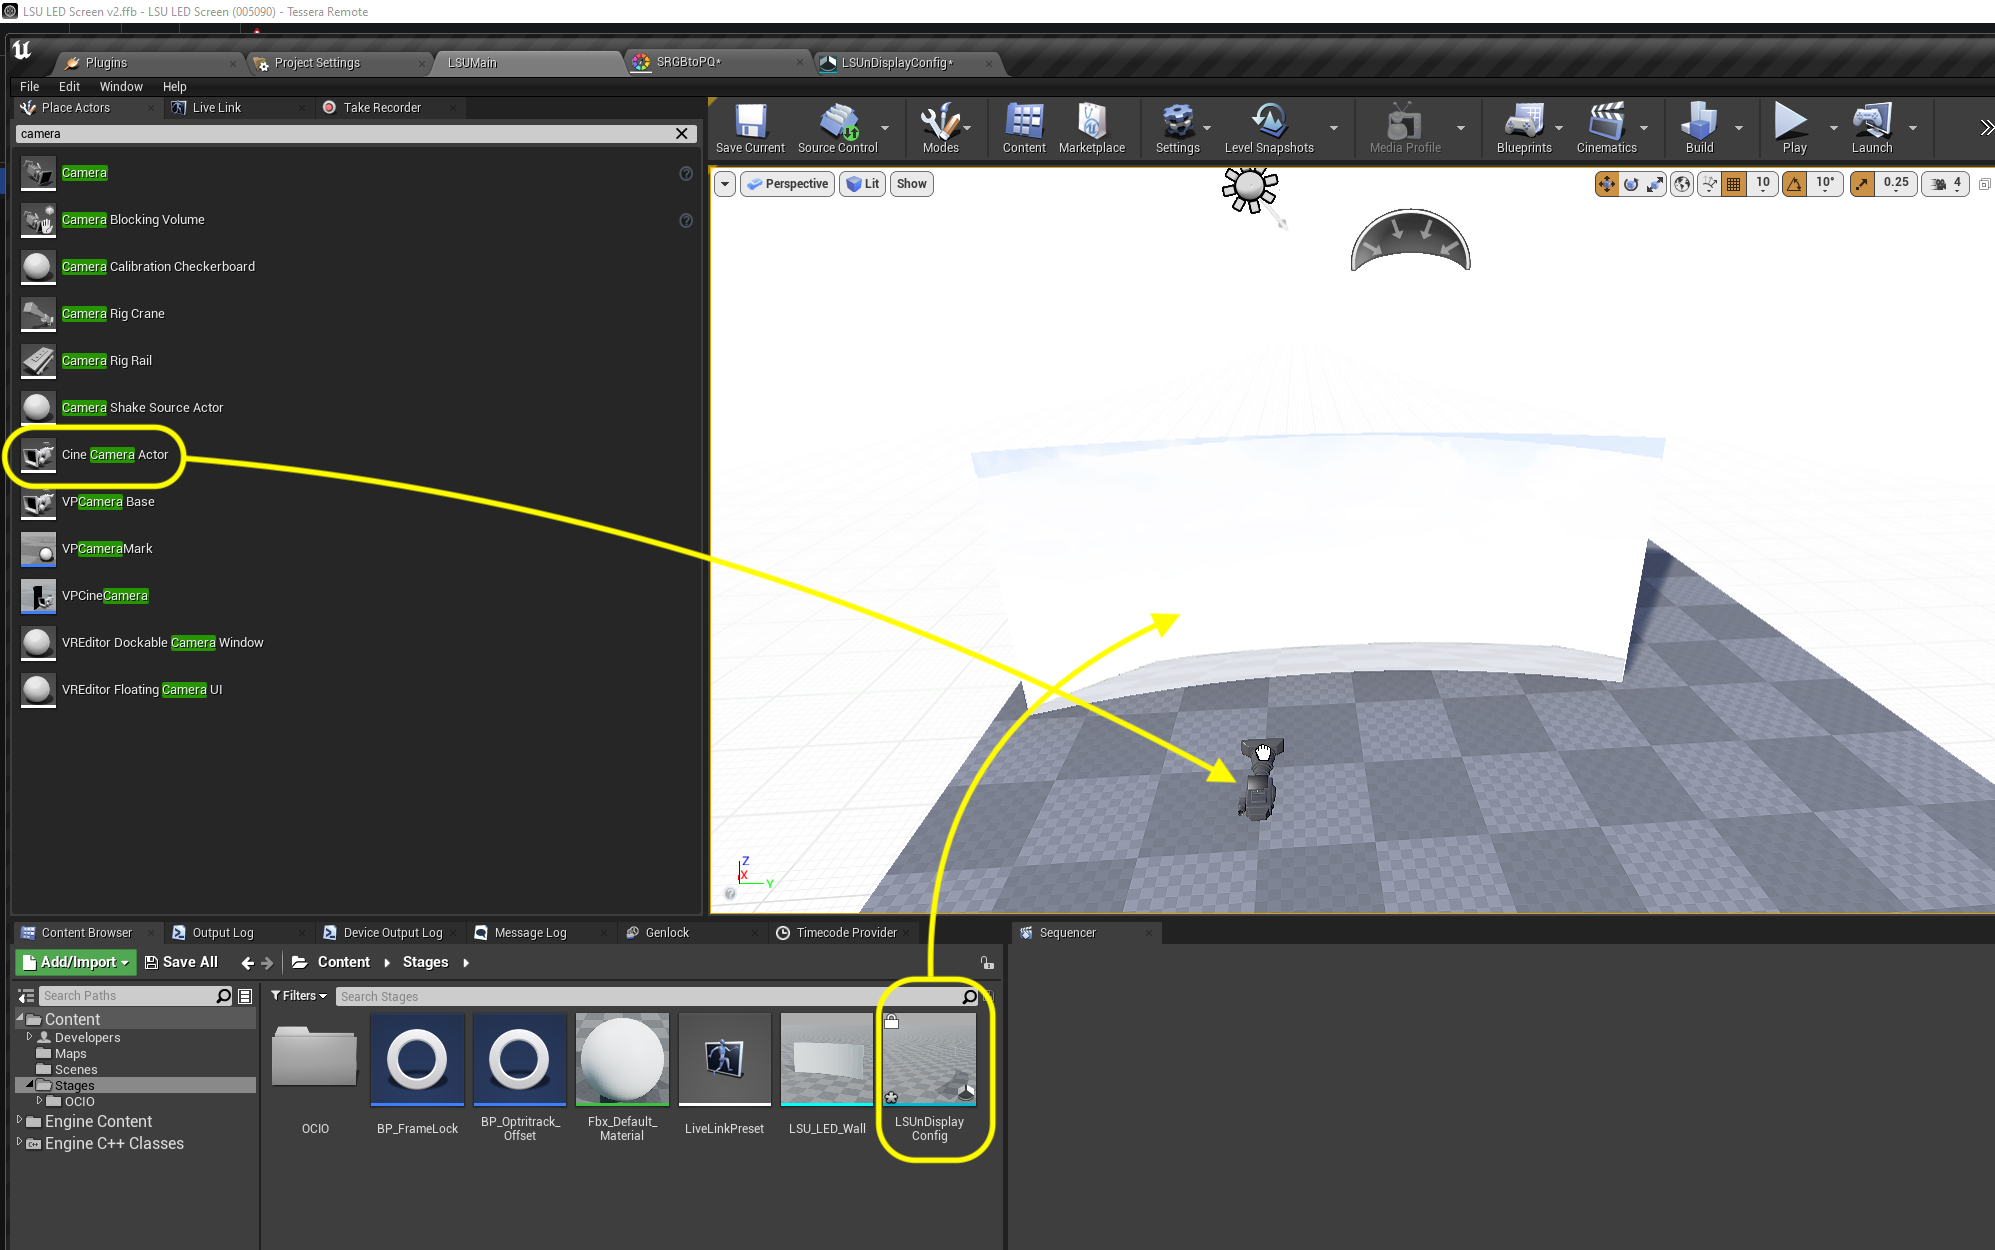 LSU LED Screen v2.ffb - LSU LED Screen (005090) - Tessera Remote
Plugins
Project Settings
LSUMain
SRGBtoPQ*
LSUnDisplayConfig*
File Edit Window Help
Place Actors
Live Link
Take Recorder
camera
Camera
Camera Blocking Volume
Camera Calibration Checkerboard
Camera Rig Crane
Camera Rig Rail
Camera Shake Source Actor
Cine Camera Actor
VPCamera Base
VPCameraMark
VPCineCamera
VREditor Dockable Camera Window
VREditor Floating Camera UI
Save Current
Source Control
Modes
Content
Marketplace
Settings
Level Snapshots
Media Profile
Blueprints
Cinematics
Build
Play
Launch
Perspective
Lit
Show
10
10°
0.25
4
Z
X
Y
Content Browser
Output Log
Device Output Log
Message Log
Genlock
Timecode Provider
Sequencer
Add/Import
Save All
Content
Stages
Search Paths
Filters
Search Stages
Content
Developers
Maps
Scenes
Stages
OCIO
Engine Content
Engine C++ Classes
OCIO
BP_FrameLock
BP_Optritrack_
Offset
Fbx_Default_
Material
LiveLinkPreset
LSU_LED_Wall
LSUnDisplay
Config